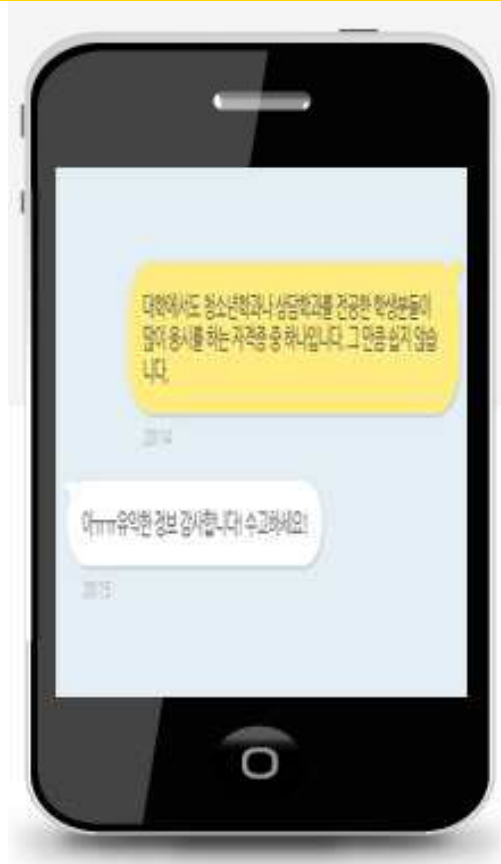 대학에서도 청소년학과나 상담학과를 전공한 학생분들이
많이 응시를 하는 자격증 중 하나입니다. 그 만큼 쉽지 않습
니다.
20:14
아ㅠㅠ유익한 정보 감사합니다! 수고하세요!
20:15